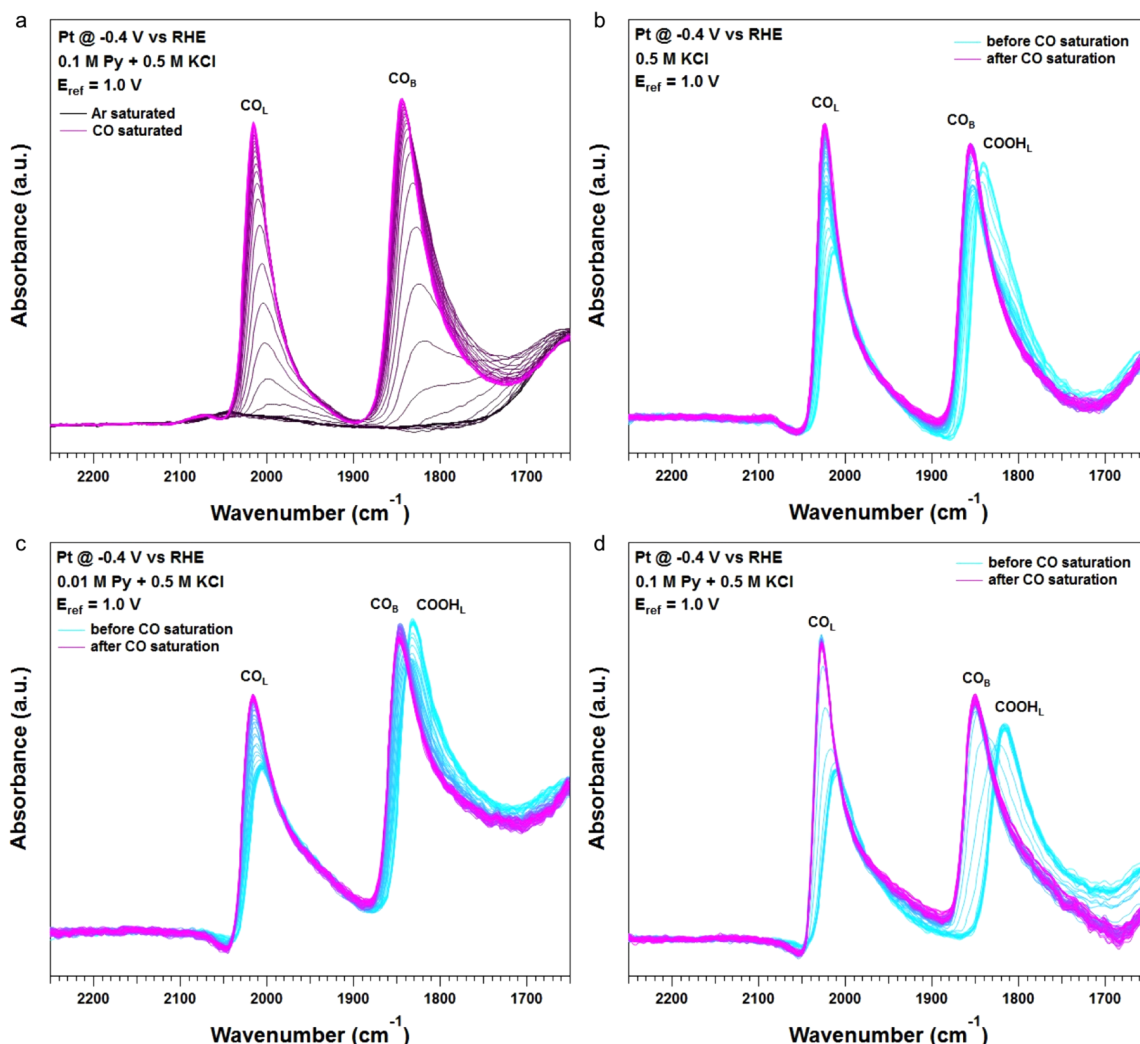 a
Pt @ -0.4 V vs RHE
0.1 M Py + 0.5 M KCl
E_ref = 1.0 V
Ar saturated
CO saturated
CO_L
CO_B
Absorbance (a.u.)
2200 2100 2000 1900 1800 1700
Wavenumber (cm⁻¹)
b
Pt @ -0.4 V vs RHE
0.5 M KCl
E_ref = 1.0 V
before CO saturation
after CO saturation
CO_L
CO_B
COOH_L
Absorbance (a.u.)
2200 2100 2000 1900 1800 1700
Wavenumber (cm⁻¹)
c
Pt @ -0.4 V vs RHE
0.01 M Py + 0.5 M KCl
E_ref = 1.0 V
before CO saturation
after CO saturation
CO_L
CO_B
COOH_L
Absorbance (a.u.)
2200 2100 2000 1900 1800 1700
Wavenumber (cm⁻¹)
d
Pt @ -0.4 V vs RHE
0.1 M Py + 0.5 M KCl
E_ref = 1.0 V
before CO saturation
after CO saturation
CO_L
CO_B
COOH_L
Absorbance (a.u.)
2200 2100 2000 1900 1800 1700
Wavenumber (cm⁻¹)